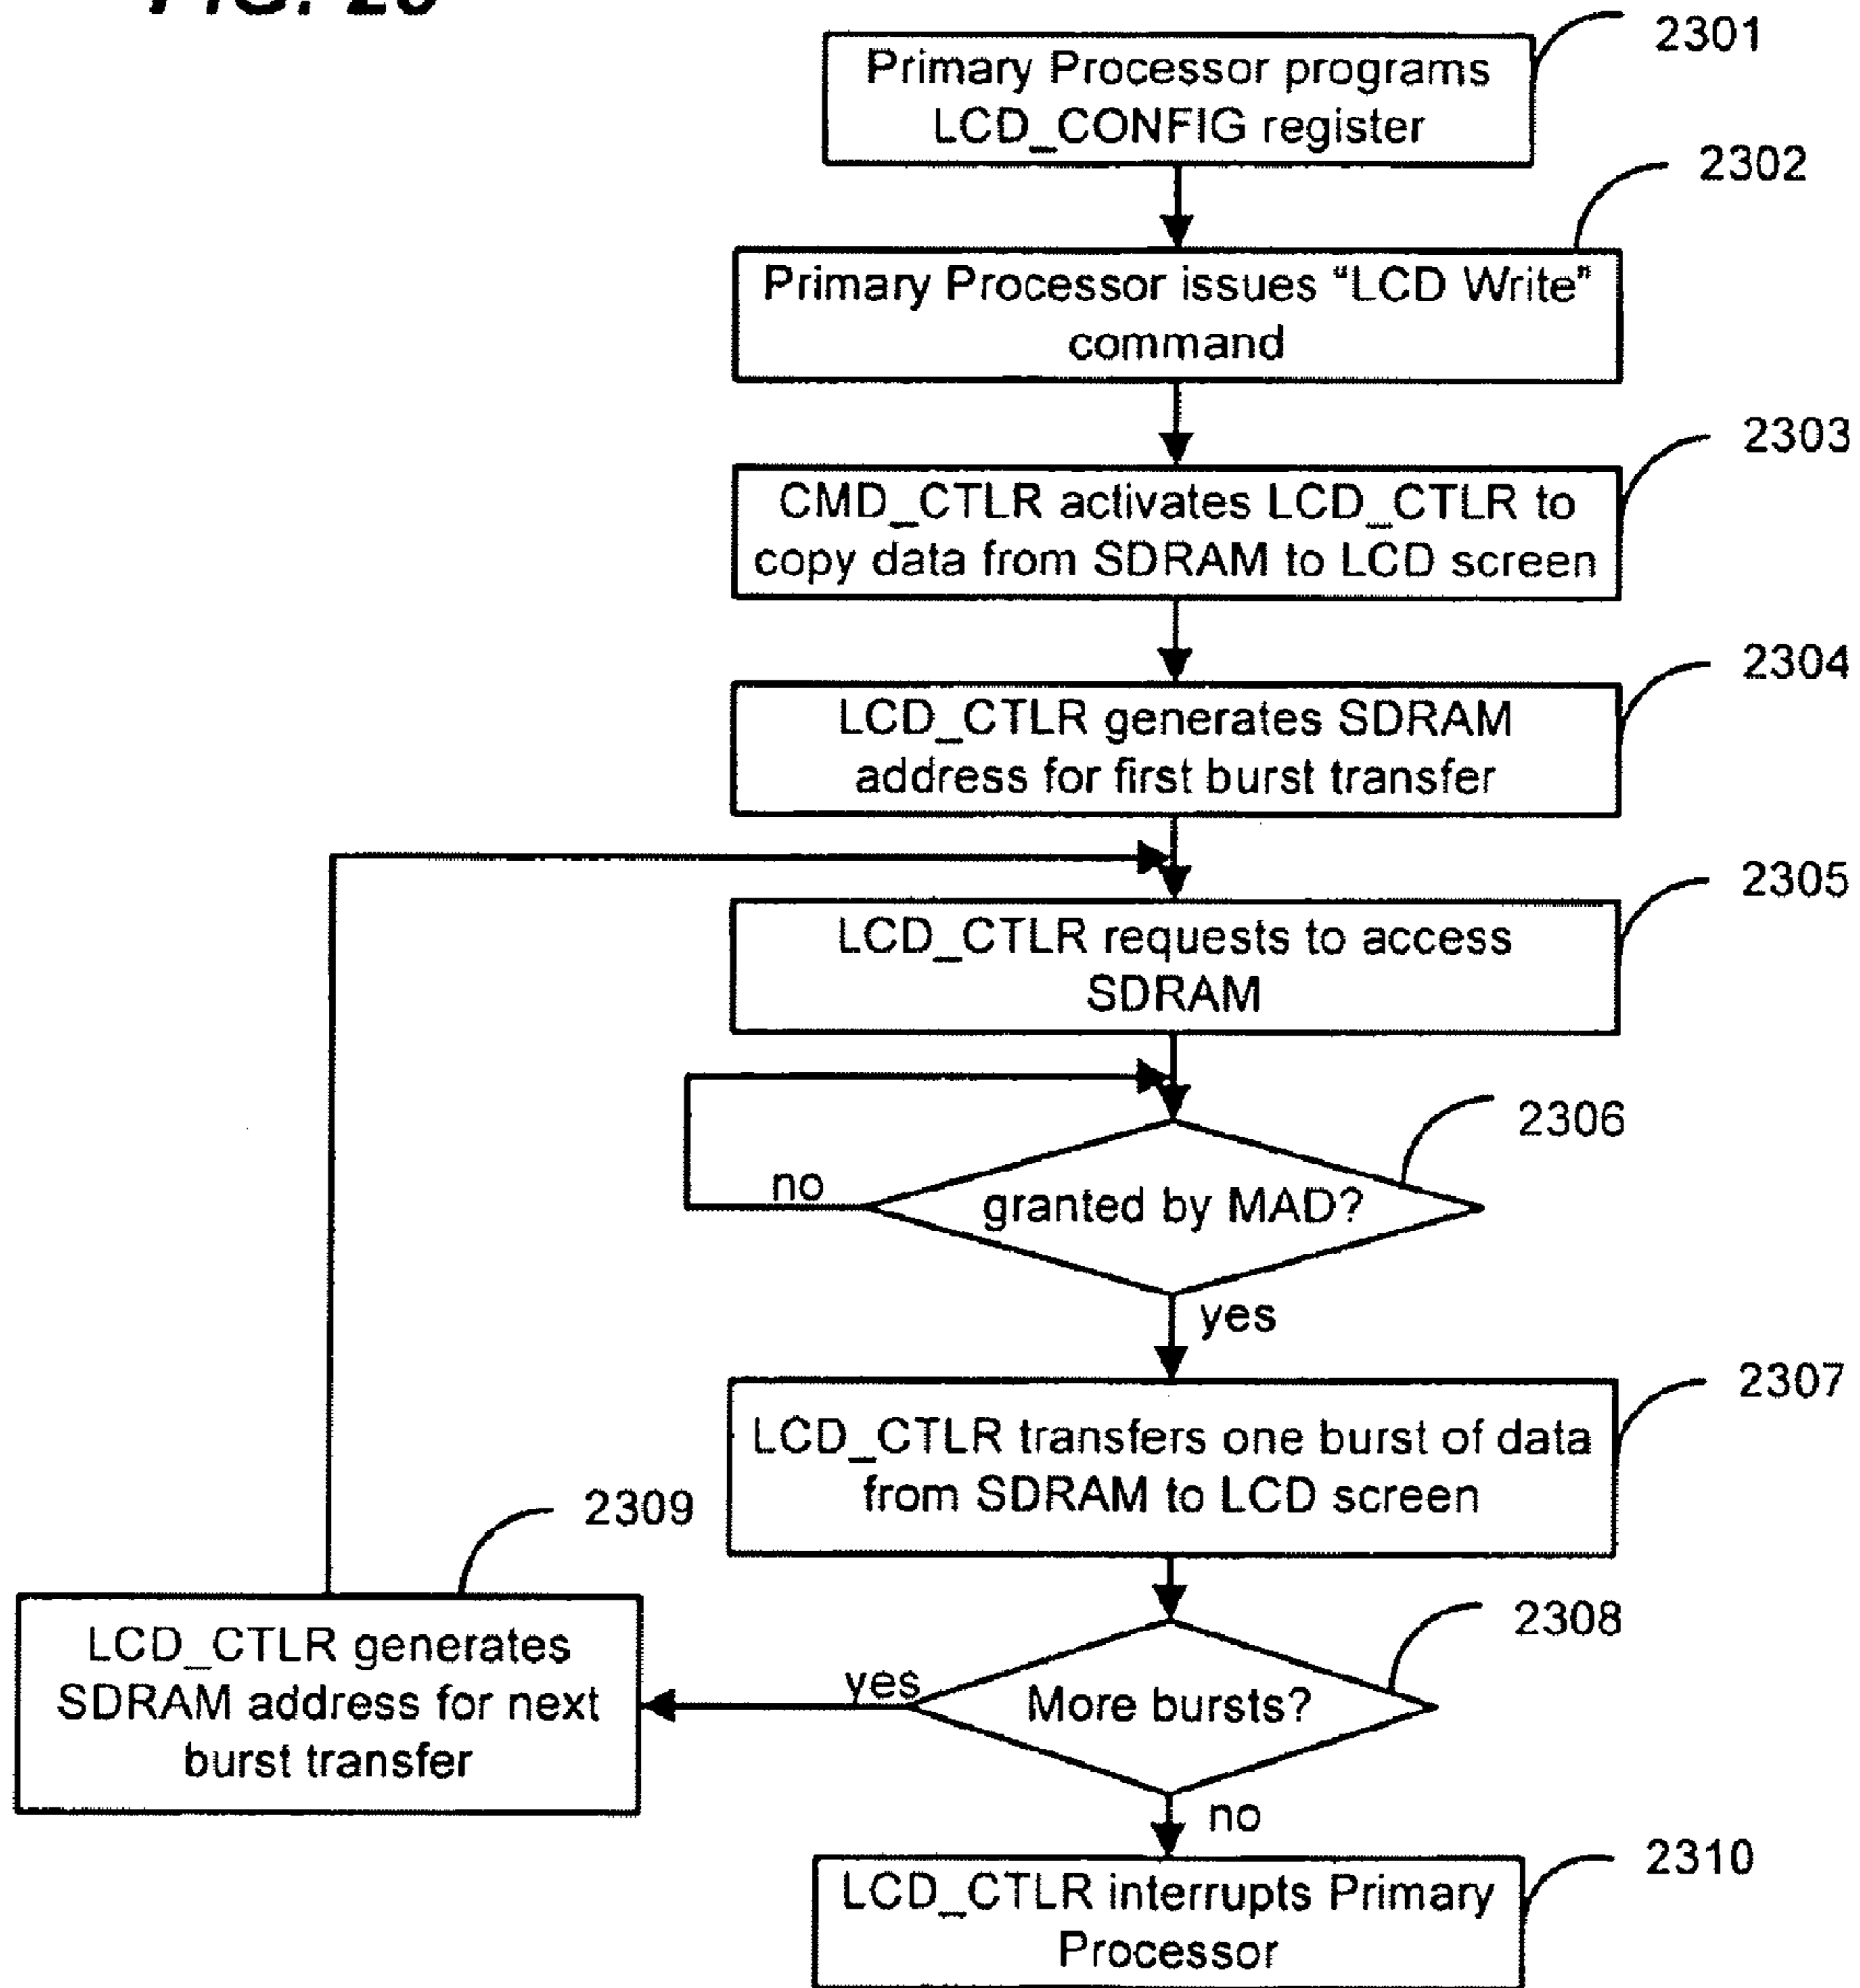 2301
Primary Processor programs
LCD_CONFIG register
2302
Primary Processor issues "LCD Write"
command
2303
CMD_CTLR activates LCD_CTLR to
copy data from SDRAM to LCD screen
2304
LCD_CTLR generates SDRAM
address for first burst transfer
2305
LCD_CTLR requests to access
SDRAM
2306
no
granted by MAD?
yes
2307
LCD_CTLR transfers one burst of data
from SDRAM to LCD screen
2309
LCD_CTLR generates
SDRAM address for next
burst transfer
2308
yes
More bursts?
no
2310
LCD_CTLR interrupts Primary
Processor